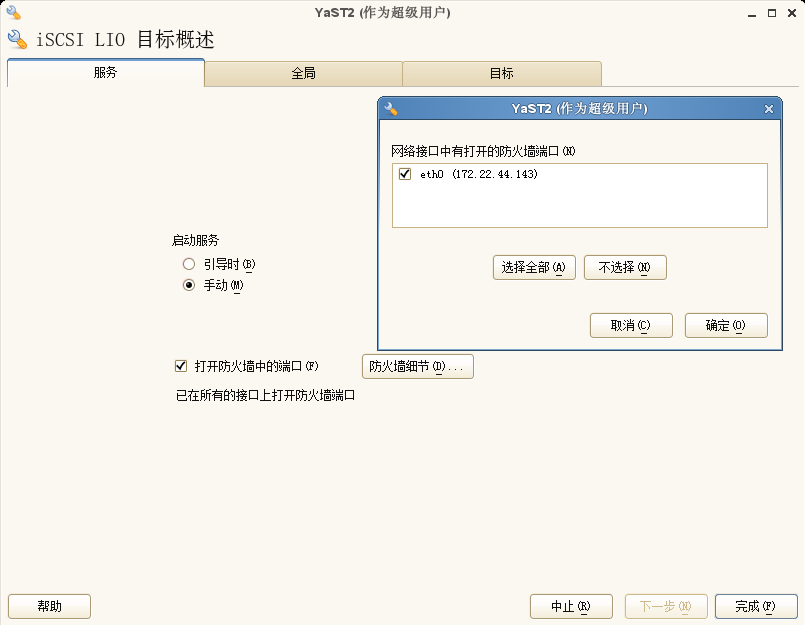 YaST2 (作为超级用户)
iSCSI LIO 目标概述
服务
全局
目标
YaST2 (作为超级用户)
网络接口中有打开的防火墙端口(N)
eth0 (172.22.44.143)
选择全部(A)
不选择(N)
取消(C)
确定(O)
启动服务
引导时(B)
手动(M)
打开防火墙中的端口(F)
防火墙细节(D)...
已在所有的接口上打开防火墙端口
帮助
中止(R)
下一步(N)
完成(F)